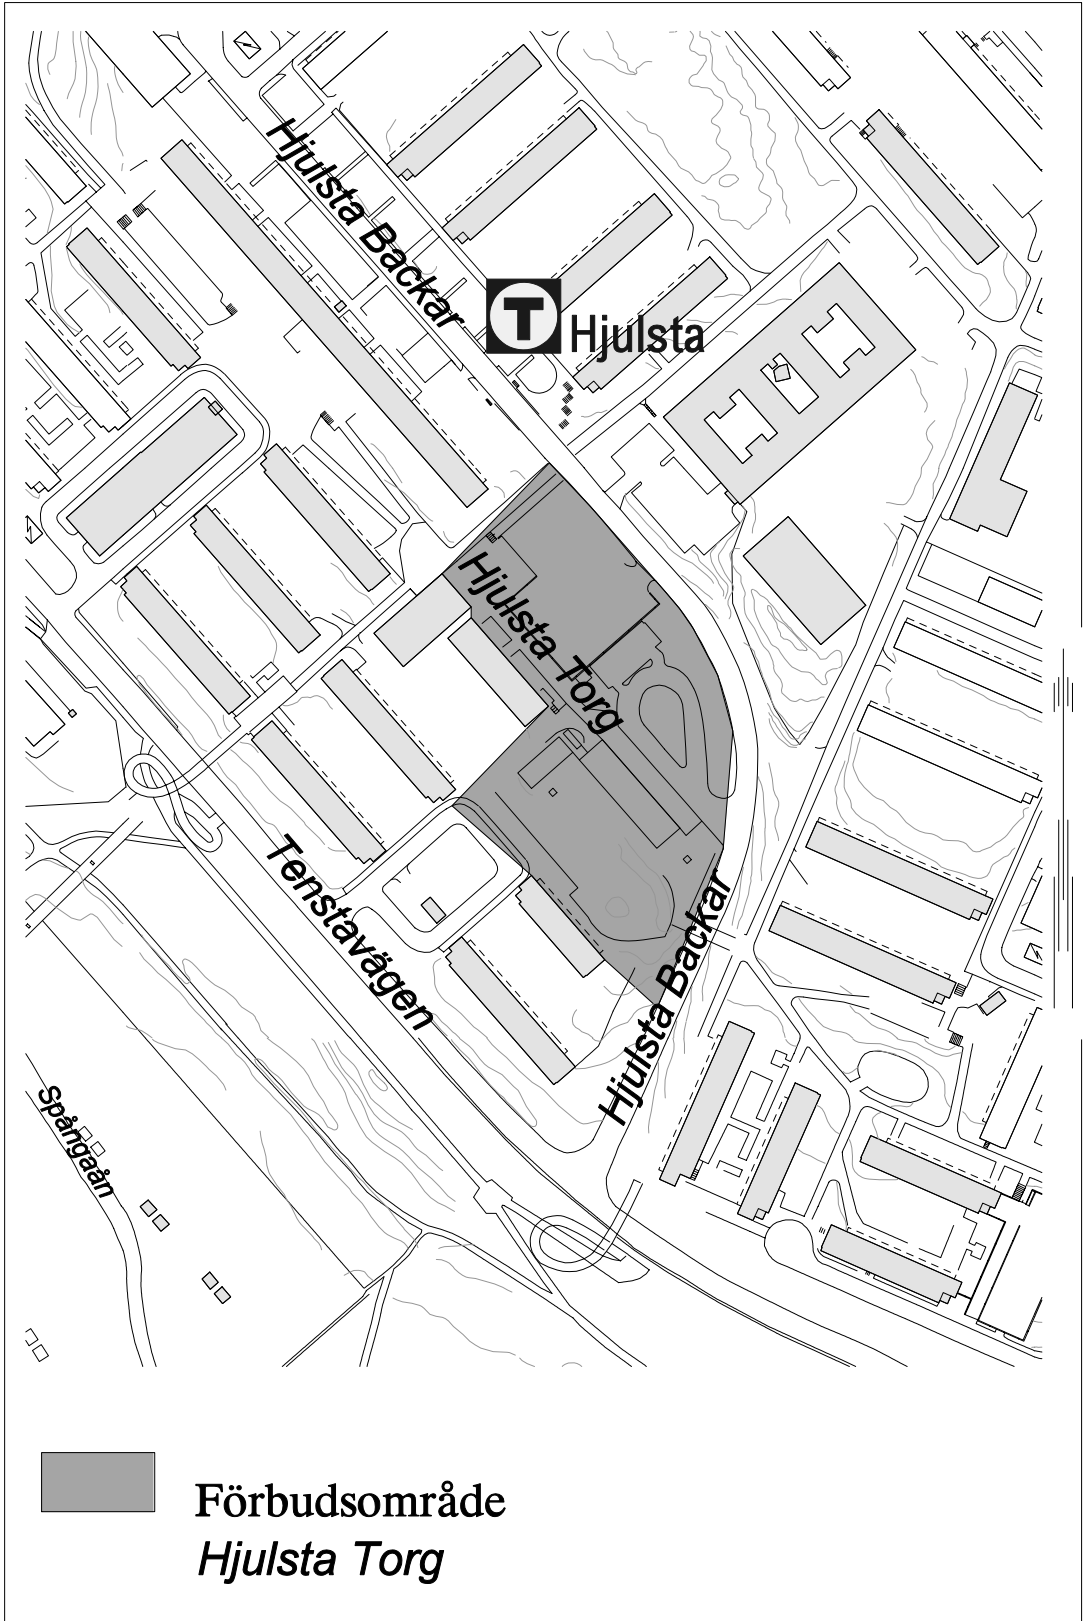 Hjulsta Backar
T
Hjulsta
Hjulsta Torg
Tenstavägen
Hjulsta Backar
Spångaån
Förbudsområde
Hjulsta Torg